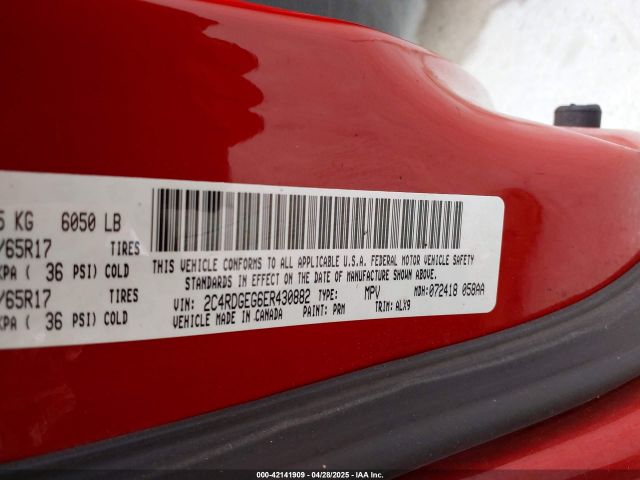 KG 6050 LB
/65R17 TIRES
KPA ( 36 PSI) COLD
/65R17 TIRES
KPA ( 36 PSI) COLD
THIS VEHICLE CONFORMS TO ALL APPLICABLE U.S.A. FEDERAL MOTOR VEHICLE SAFETY
STANDARDS IN EFFECT ON THE DATE OF MANUFACTURE SHOWN ABOVE.
VIN: 2C4RDGEG6ER430882 TYPE: MPV MDH: 072418 058AA
VEHICLE MADE IN CANADA PAINT: PRM TRIM: ALX9
000-42141909 | 04/28/2025 | IAA Inc.